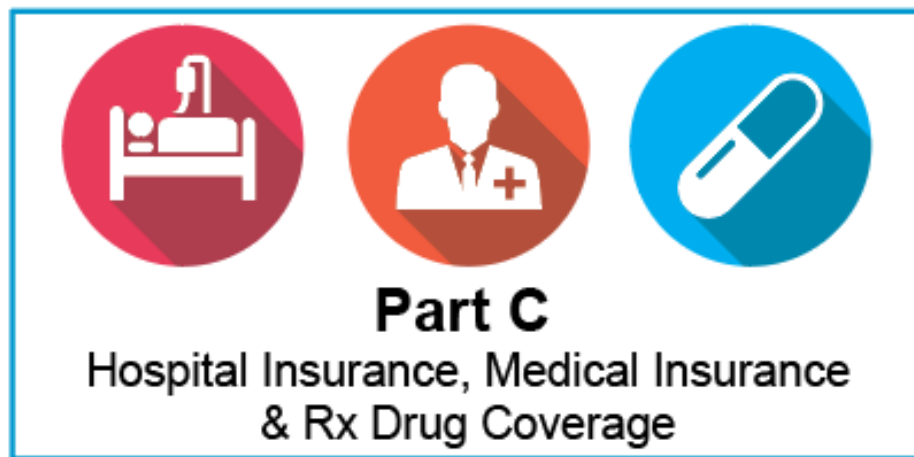 Part C
Hospital Insurance, Medical Insurance
& Rx Drug Coverage